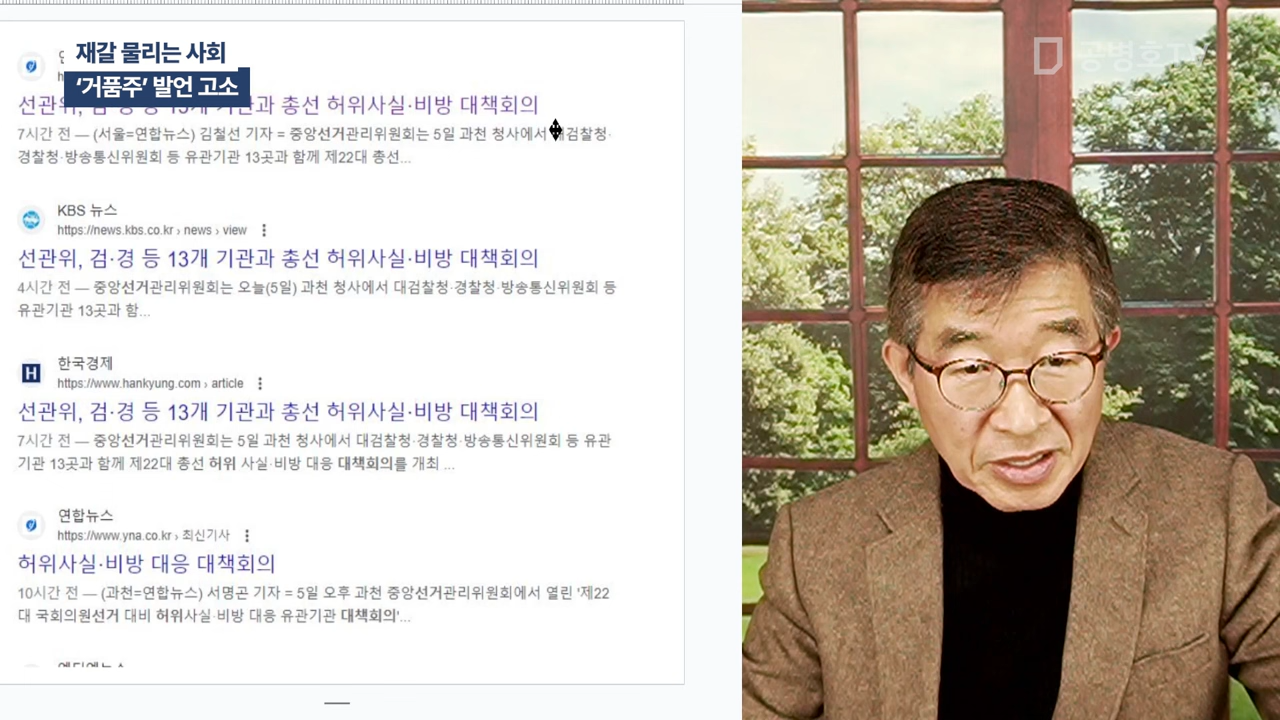 재갈 물리는 사회
‘거품주’ 발언 고소
공병호TV
선관위, 검·경 등 13개 기관과 총선 허위사실·비방 대책회의
7시간 전 — (서울=연합뉴스) 김철선 기자 = 중앙선거관리위원회는 5일 과천 청사에서 대검찰청·
경찰청·방송통신위원회 등 유관기관 13곳과 함께 제22대 총선...
KBS 뉴스
https://news.kbs.co.kr › news › view
선관위, 검·경 등 13개 기관과 총선 허위사실·비방 대책회의
4시간 전 — 중앙선거관리위원회는 오늘(5일) 과천 청사에서 대검찰청·경찰청·방송통신위원회 등
유관기관 13곳과 함...
한국경제
https://www.hankyung.com › article
선관위, 검·경 등 13개 기관과 총선 허위사실·비방 대책회의
7시간 전 — 중앙선거관리위원회는 5일 과천 청사에서 대검찰청·경찰청·방송통신위원회 등 유관
기관 13곳과 함께 제22대 총선 허위 사실·비방 대응 대책회의를 개최 ...
연합뉴스
https://www.yna.co.kr › 최신기사
허위사실·비방 대응 대책회의
10시간 전 — (과천=연합뉴스) 서명곤 기자 = 5일 오후 과천 중앙선거관리위원회에서 열린 '제22
대 국회의원선거 대비 허위사실·비방 대응 유관기관 대책회의'...